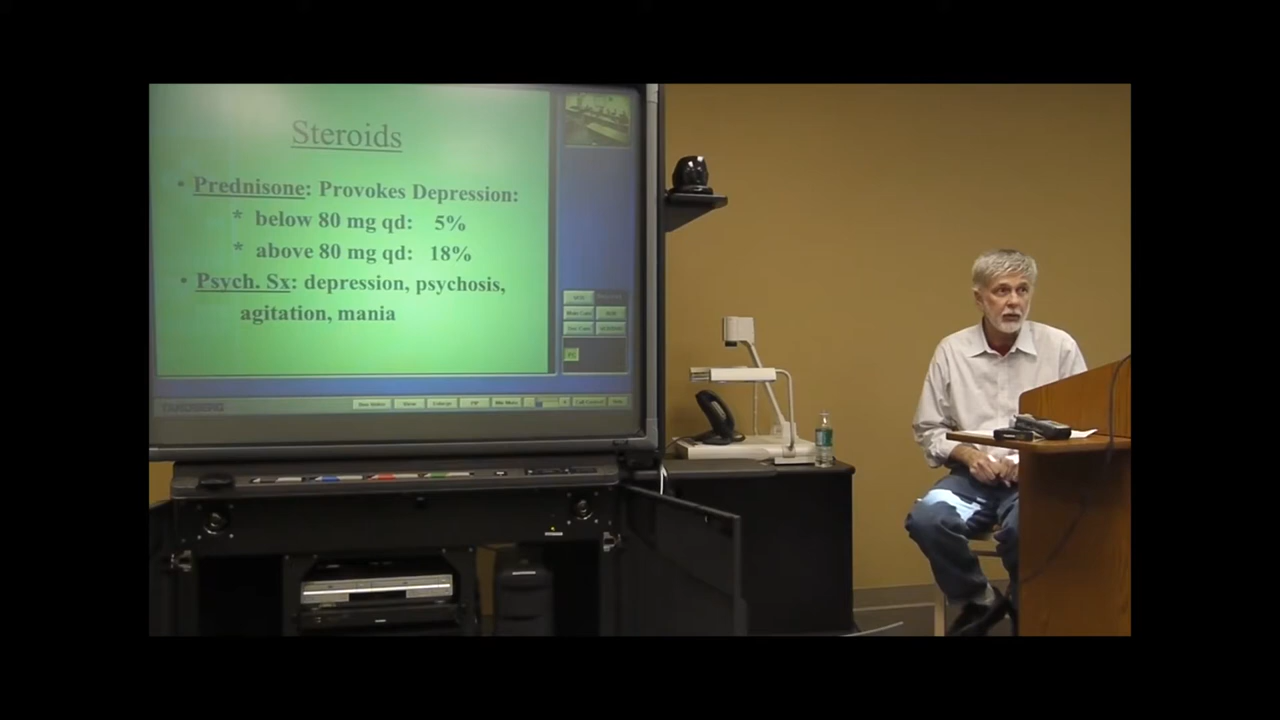 Steroids
• Prednisone: Provokes Depression:
* below 80 mg qd: 5%
* above 80 mg qd: 18%
• Psych. Sx: depression, psychosis,
agitation, mania
TANDBERG